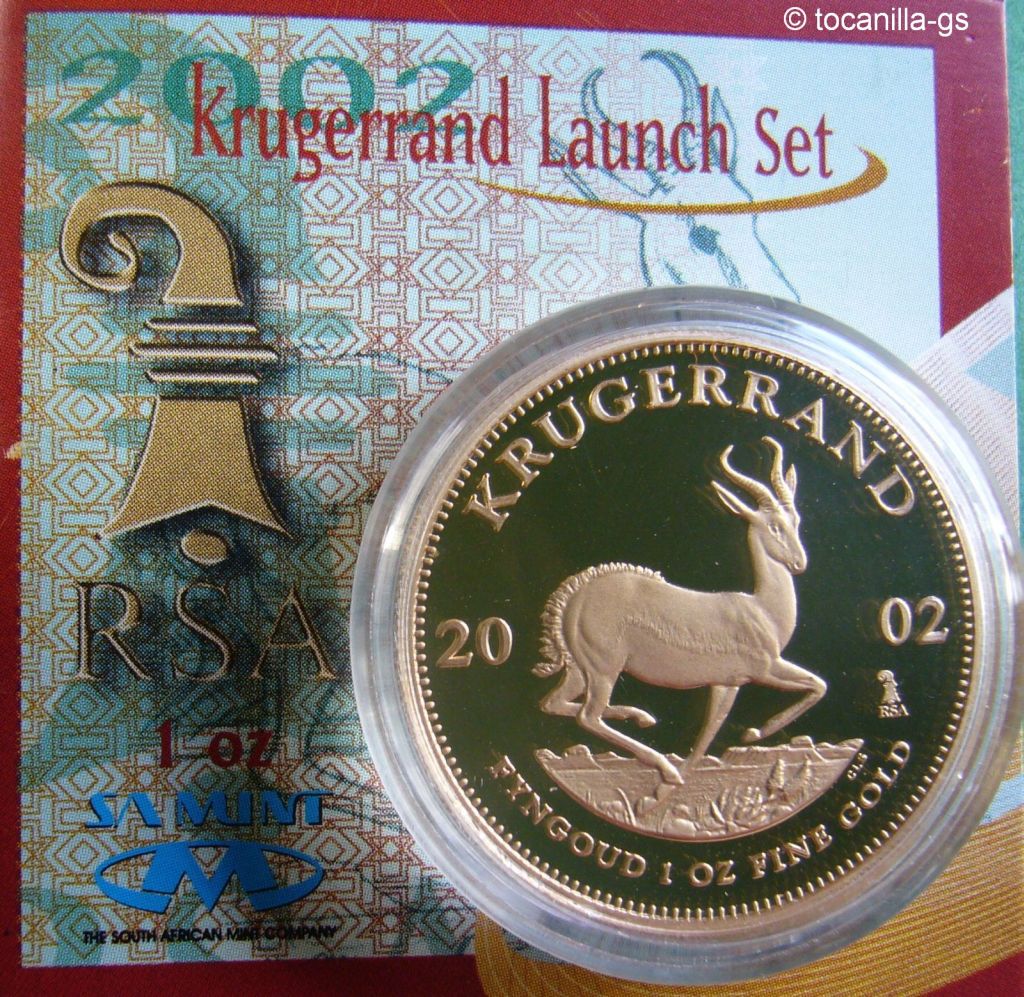 © tocanilla-gs
2002
Krugerrand Launch Set
RSA
1 oz
SA MINT
THE SOUTH AFRICAN MINT COMPANY
KRUGERRAND
20 02
RSA
CLS
FYNGOUD 1 OZ FINE GOLD